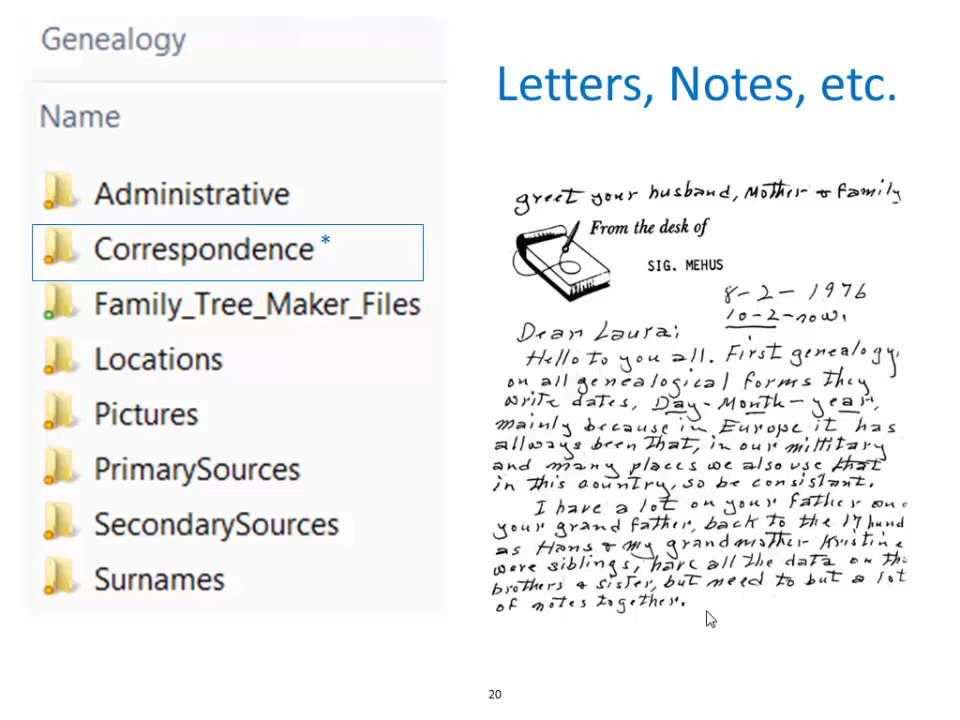 Genealogy
Name
Administrative
Correspondence *
Family_Tree_Maker_Files
Locations
Pictures
PrimarySources
SecondarySources
Surnames
Letters, Notes, etc.
greet your husband, Mother & family
From the desk of
SIG. MEHUS
8-2-1976
10-2-now.
Dear Laura;
Hello to you all. First genealogy,
on all genealogical forms they
write dates, Day-Month-year,
mainly because in Europe it has
allways been that, in our millitary
and many places we also use that
in this country, so be consistant.
I have a lot on your father and
your grand father, back to the 17 hund
as Hans & my grandmother Kristine
were siblings, have all the data on the
brothers & sister, but need to but a lot
of notes together.
20